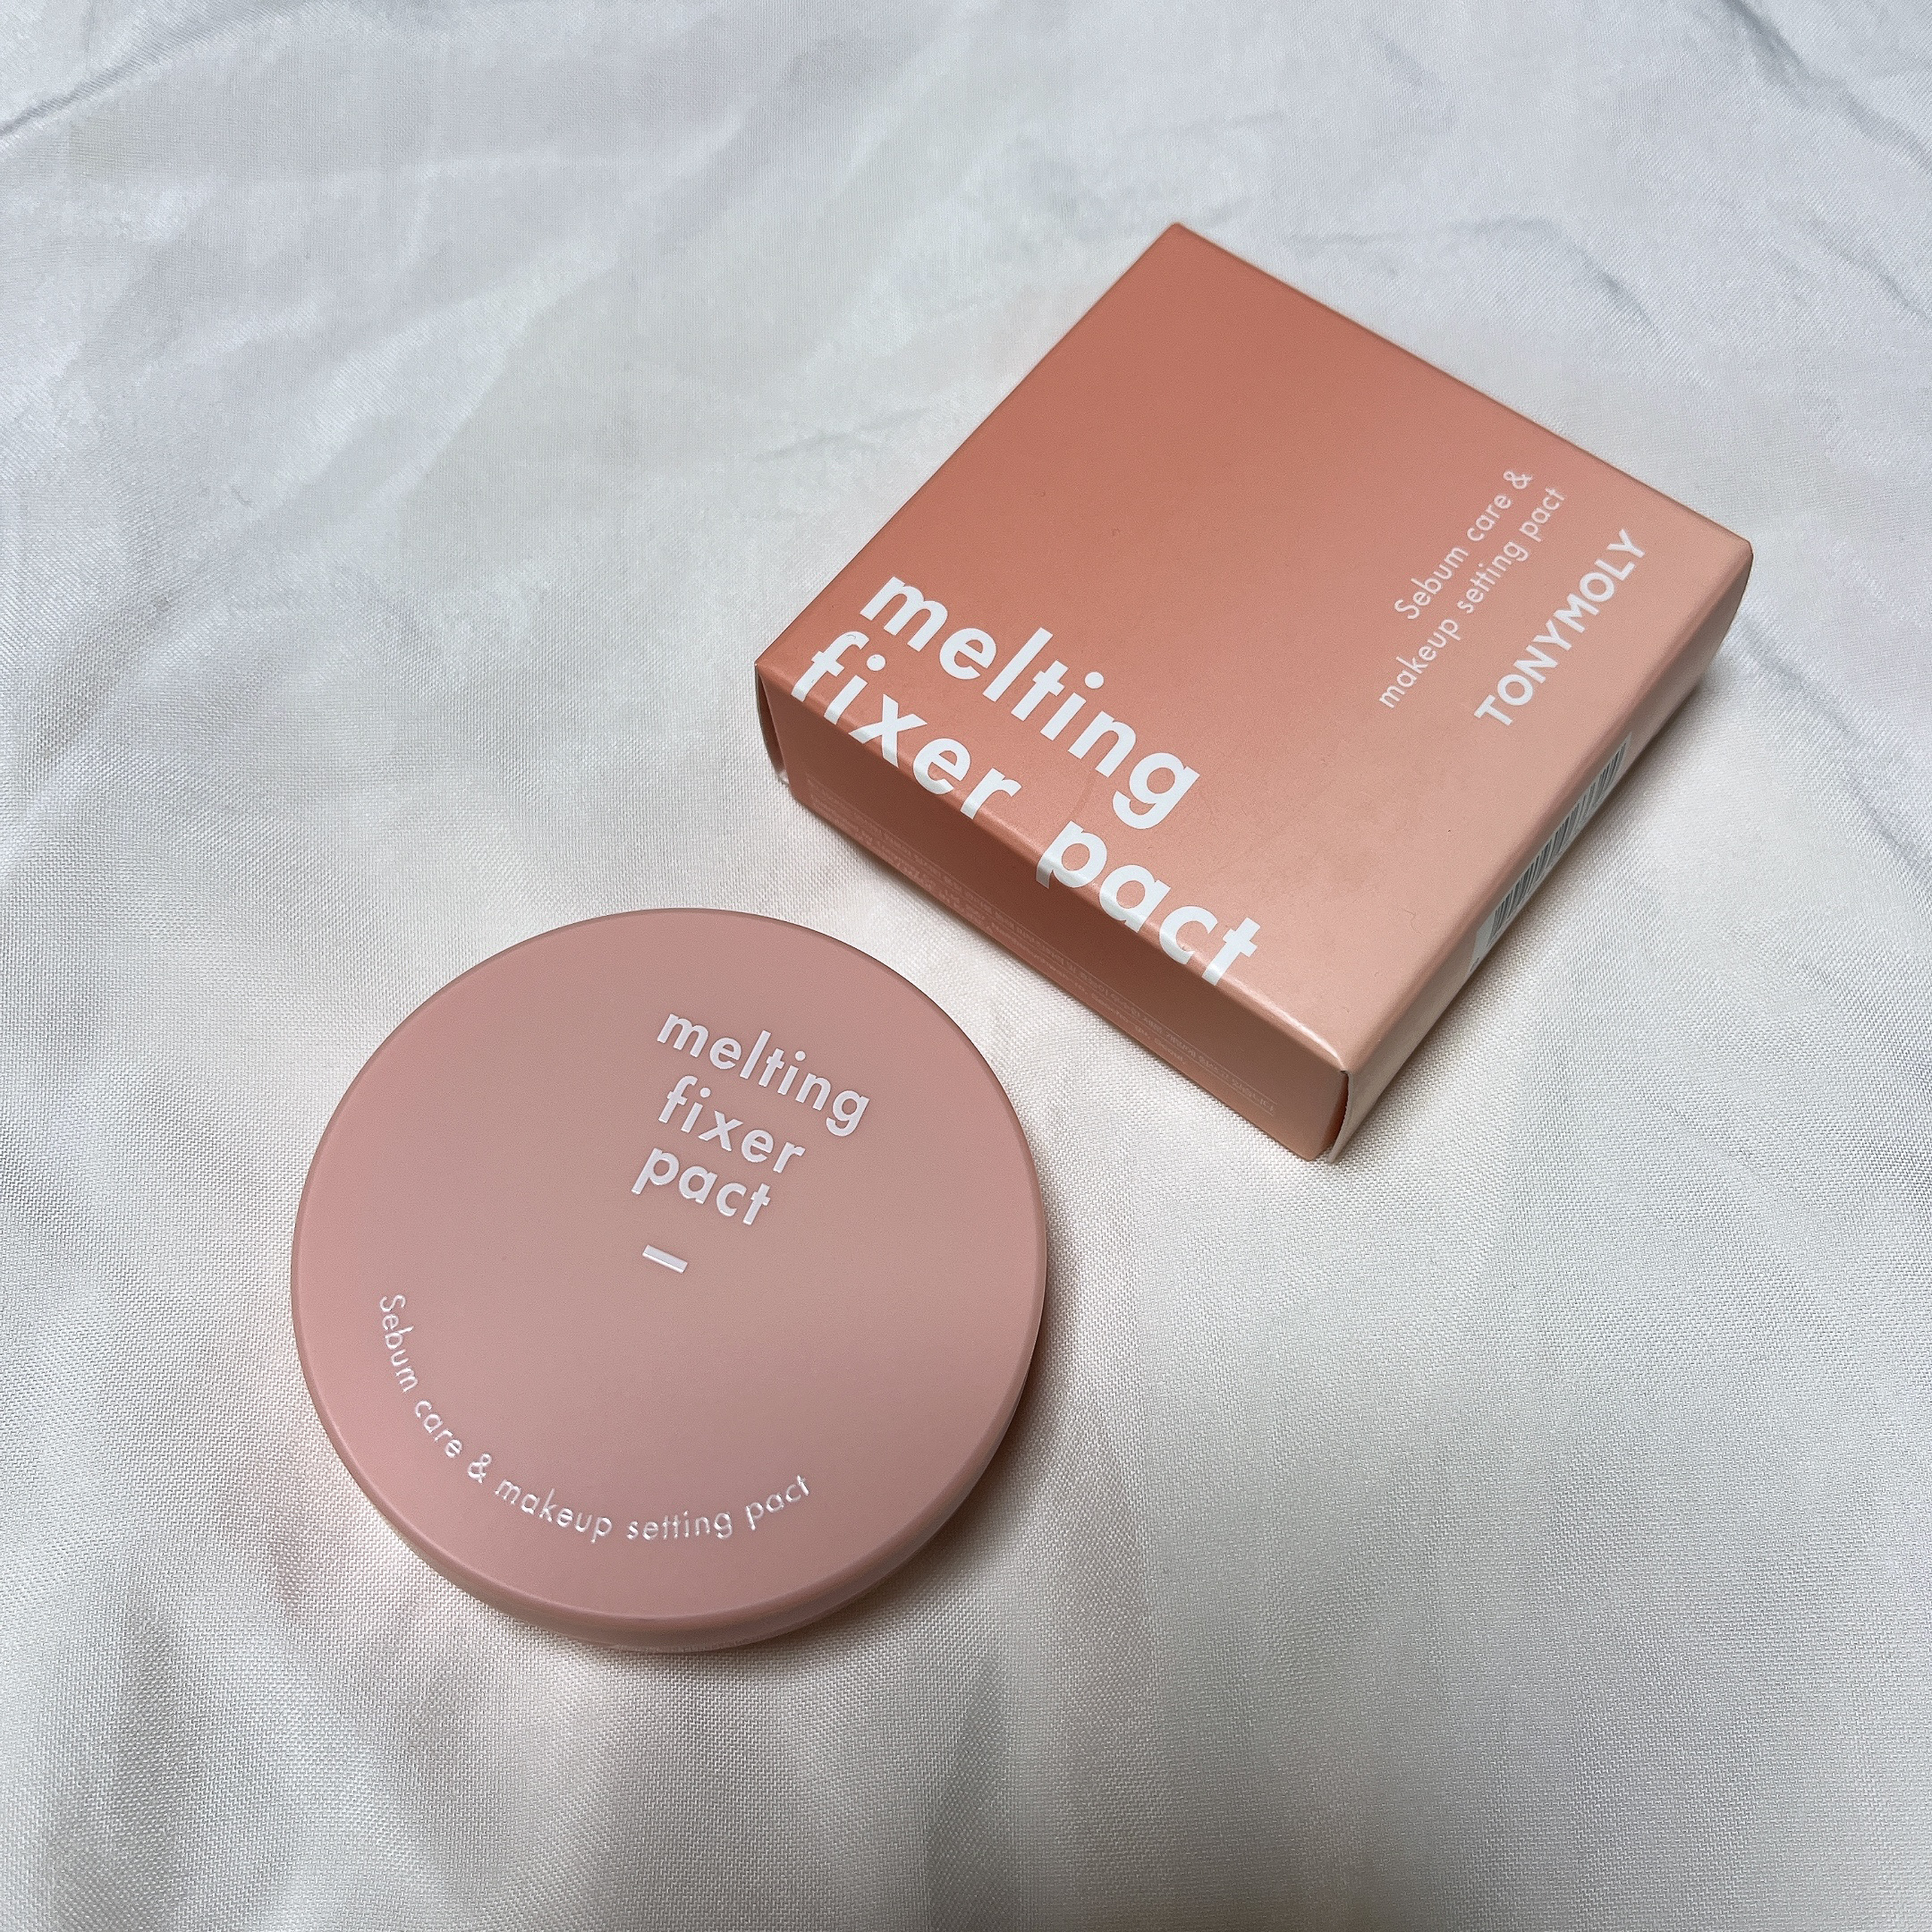 melting
fixer pact
Sebum care &
makeup setting pact
TONYMOLY
melting
fixer
pact
Sebum care & makeup setting pact